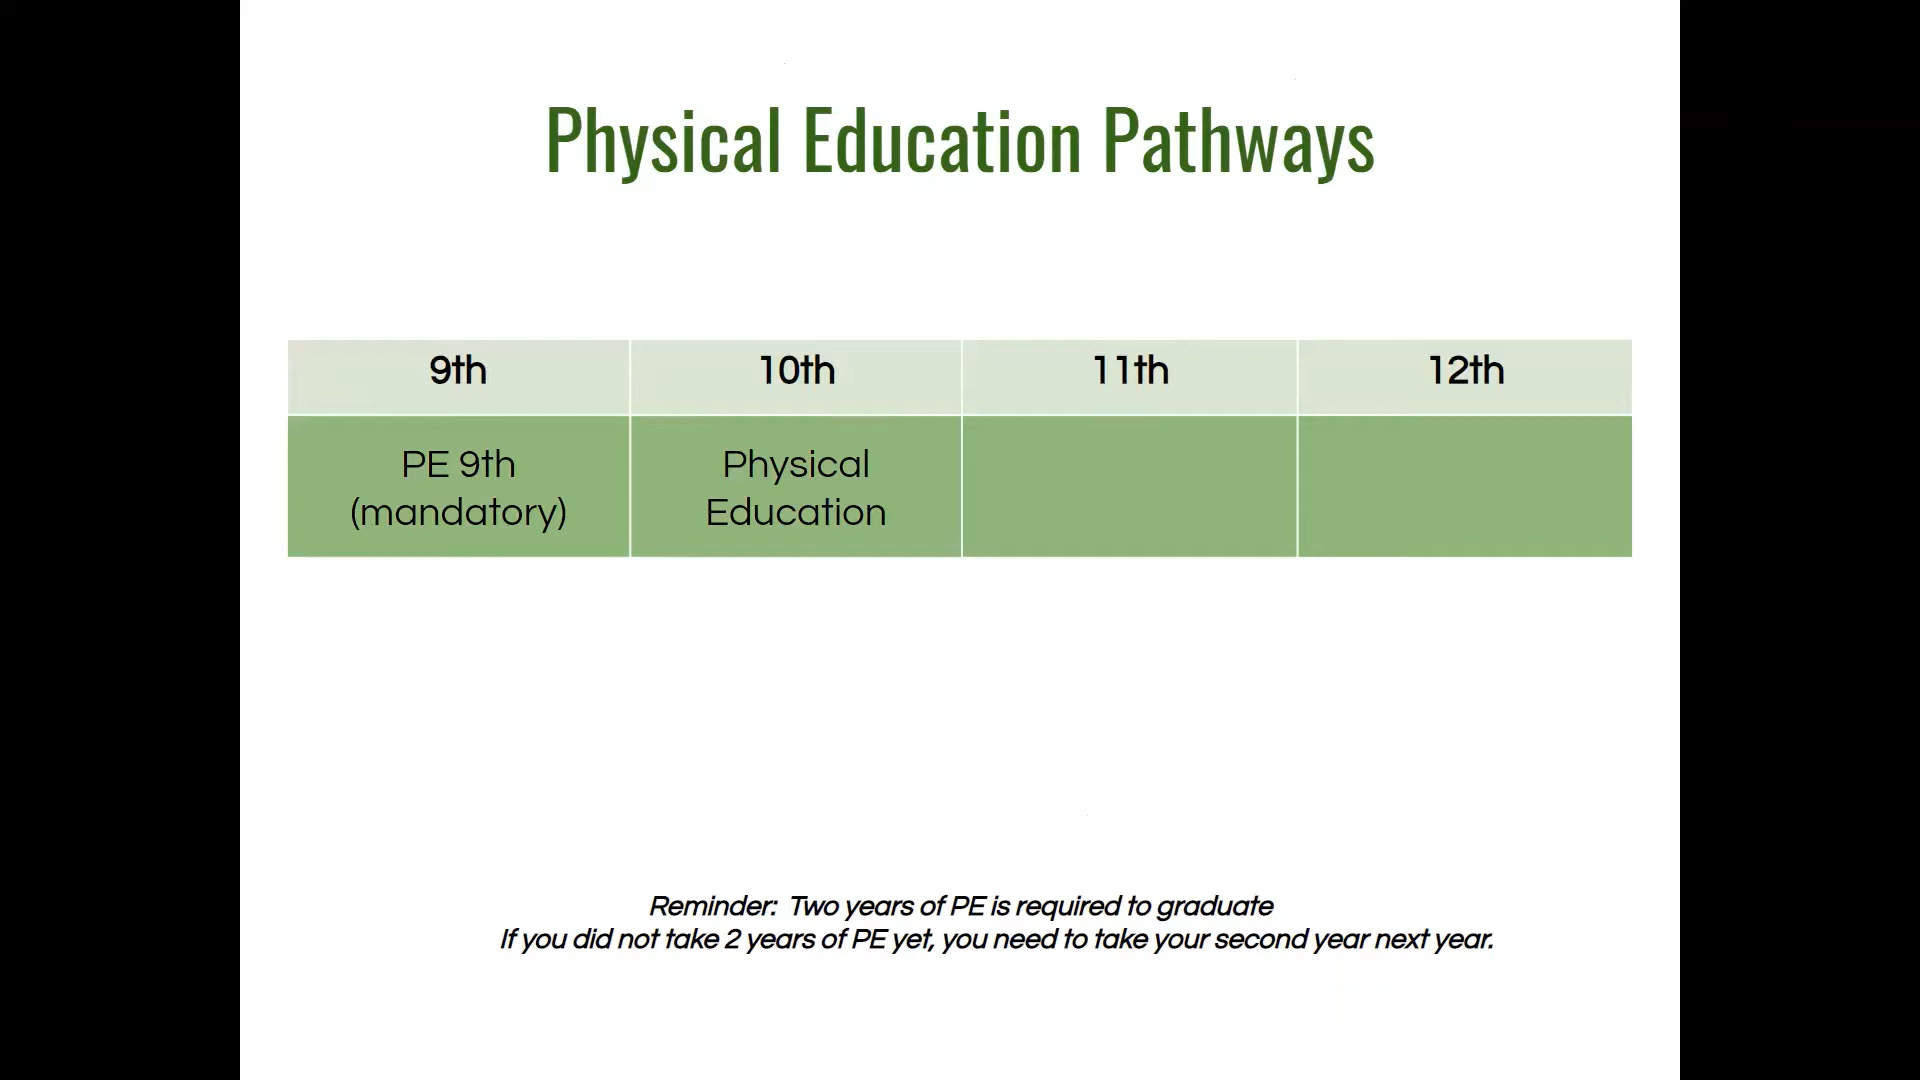 Physical Education Pathways
9th 10th 11th 12th
PE 9th
(mandatory)
Physical
Education
Reminder:  Two years of PE is required to graduate
If you did not take 2 years of PE yet, you need to take your second year next year.